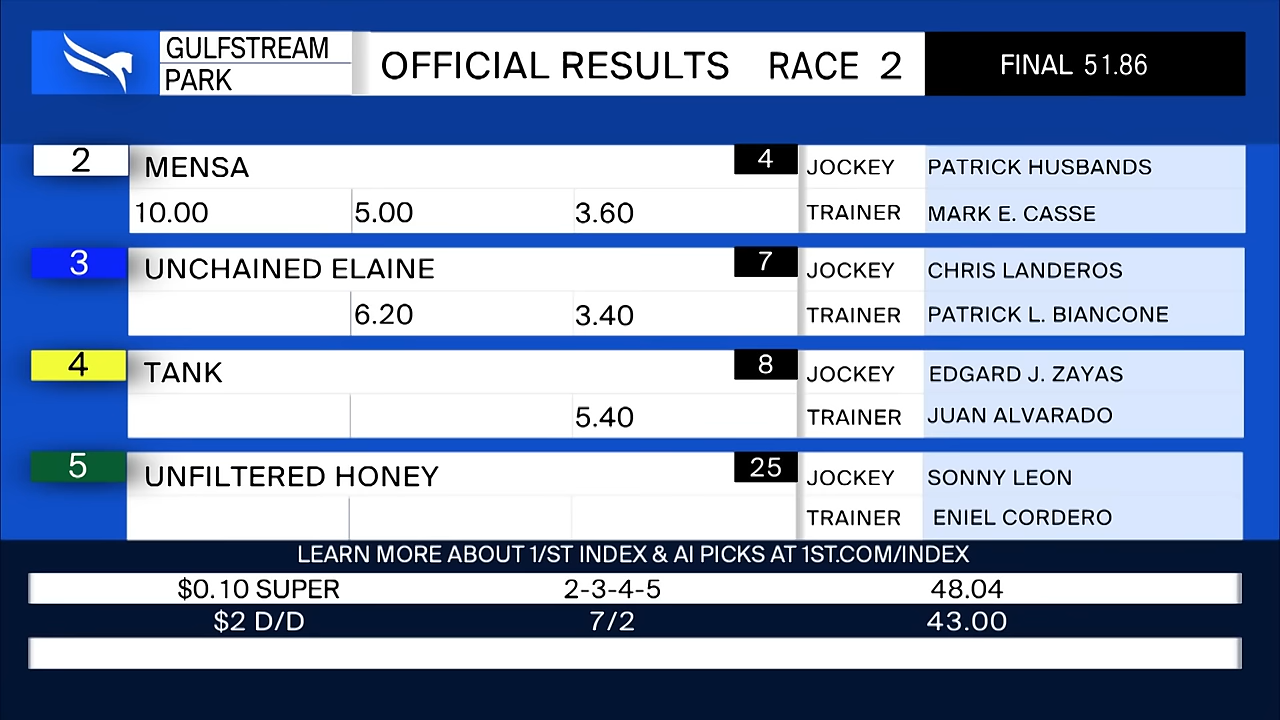 GULFSTREAM
PARK
OFFICIAL RESULTS RACE 2
FINAL 51.86
2 MENSA 4 JOCKEY PATRICK HUSBANDS
10.00 5.00 3.60 TRAINER MARK E. CASSE
3 UNCHAINED ELAINE 7 JOCKEY CHRIS LANDEROS
6.20 3.40 TRAINER PATRICK L. BIANCONE
4 TANK 8 JOCKEY EDGARD J. ZAYAS
5.40 TRAINER JUAN ALVARADO
5 UNFILTERED HONEY 25 JOCKEY SONNY LEON
TRAINER ENIEL CORDERO
LEARN MORE ABOUT 1/ST INDEX & AI PICKS AT 1ST.COM/INDEX
$0.10 SUPER 2-3-4-5 48.04
$2 D/D 7/2 43.00